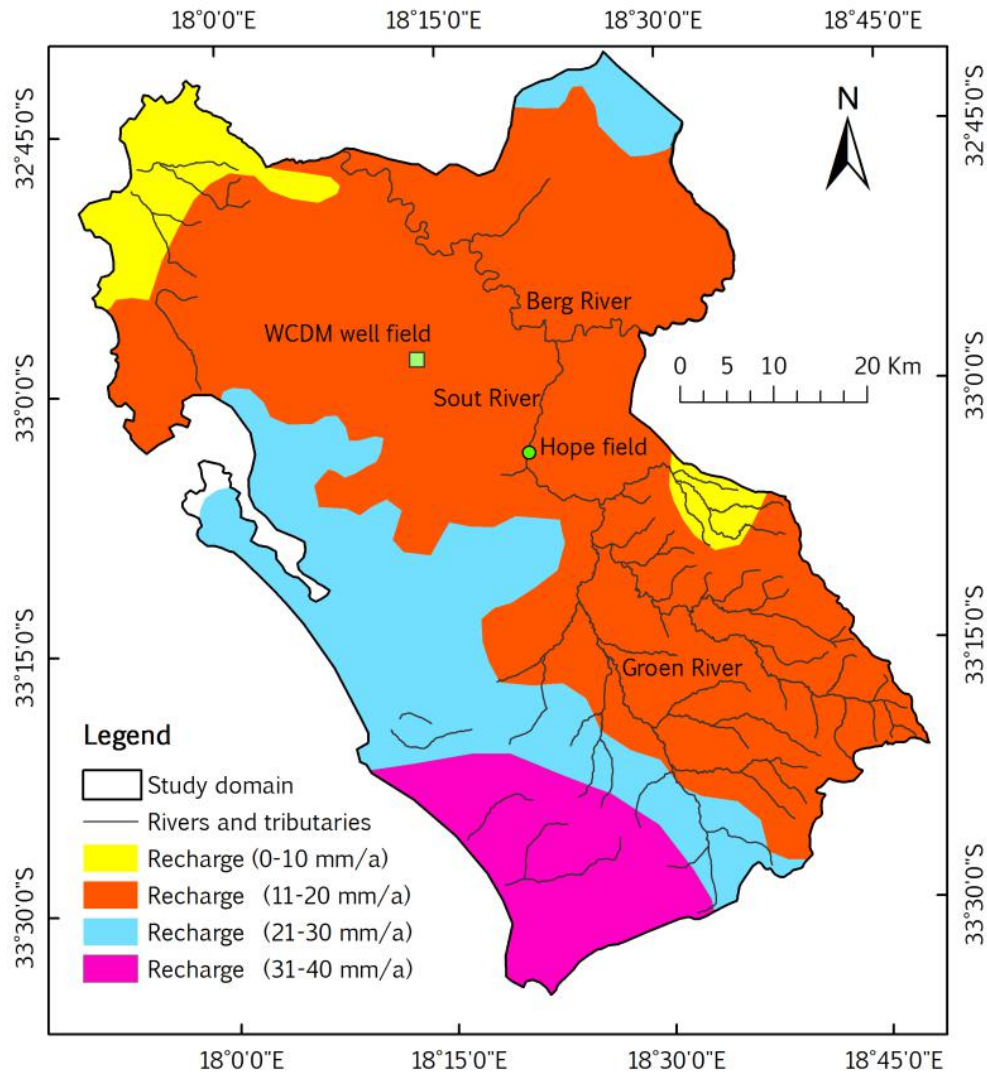 18°0'0"E 18°15'0"E 18°30'0"E 18°45'0"E
N
32°45'0"S
32°45'0"S
Berg River
WCDM well field
0 5 10 20 Km
Sout River
33°0'0"S
33°0'0"S
Hope field
33°15'0"S
33°15'0"S
Groen River
Legend
Study domain
Rivers and tributaries
Recharge (0-10 mm/a)
Recharge (11-20 mm/a)
Recharge (21-30 mm/a)
Recharge (31-40 mm/a)
33°30'0"S
33°30'0"S
18°0'0"E 18°15'0"E 18°30'0"E 18°45'0"E